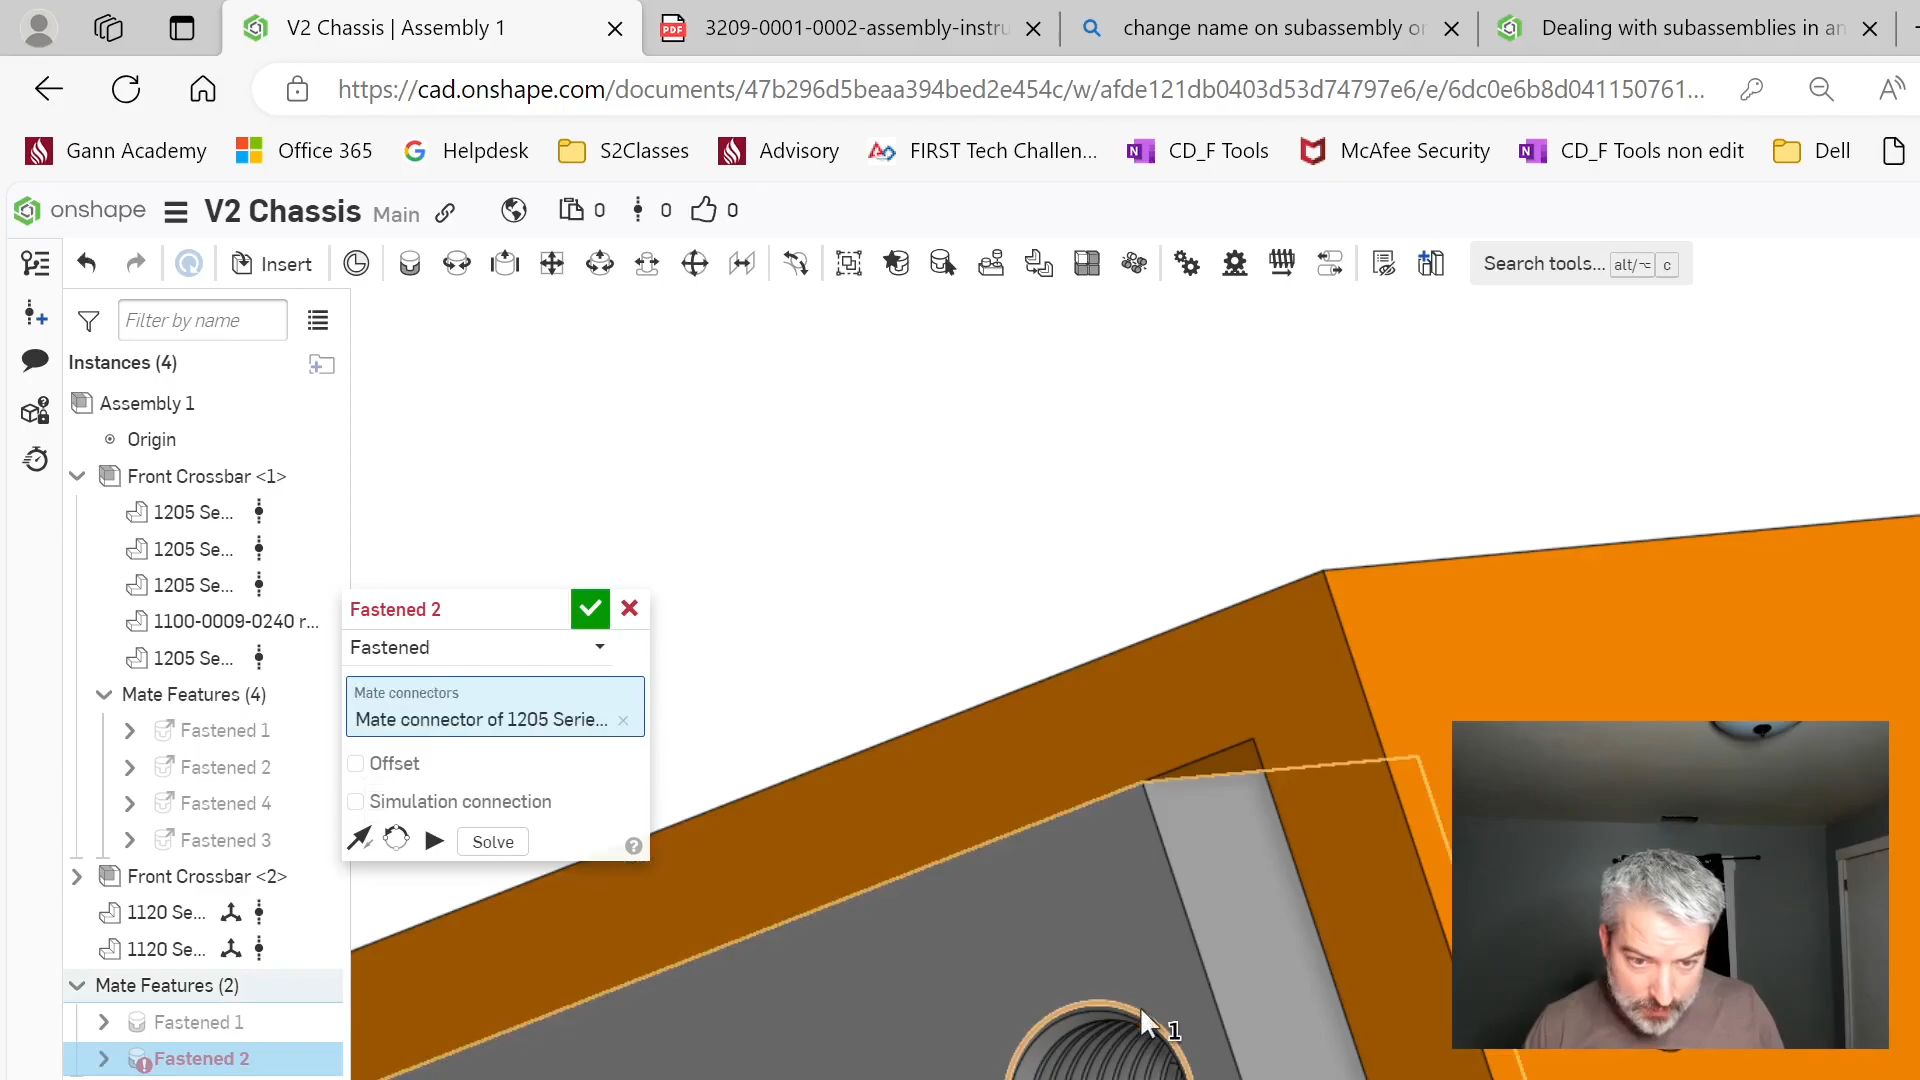 V2 Chassis | Assembly 1
3209-0001-0002-assembly-instru
change name on subassembly or
Dealing with subassemblies in an
https://cad.onshape.com/documents/47b296d5beaa394bed2e454c/w/afde121db0403d53d74797e6/e/6dc0e6b8d041150761...
Gann Academy
Office 365
Helpdesk
S2Classes
Advisory
FIRST Tech Challen...
CD_F Tools
McAfee Security
CD_F Tools non edit
Dell
onshape
V2 Chassis
Main
0
0
0
Insert
Search tools... alt/⌥ c
Filter by name
Instances (4)
Assembly 1
Origin
Front Crossbar <1>
1205 Se...
1205 Se...
1205 Se...
1100-0009-0240 r...
1205 Se...
Mate Features (4)
Fastened 1
Fastened 2
Fastened 4
Fastened 3
Front Crossbar <2>
1120 Se...
1120 Se...
Mate Features (2)
Fastened 1
Fastened 2
Fastened 2
Fastened
Mate connectors
Mate connector of 1205 Serie...
Offset
Simulation connection
Solve
1